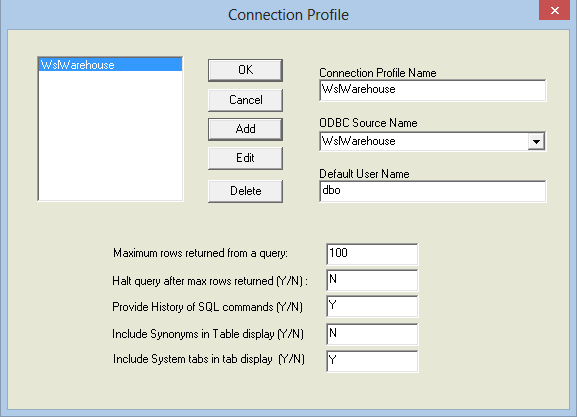 Connection Profile
WslWarehouse
OK
Cancel
Add
Edit
Delete
Connection Profile Name
WslWarehouse
ODBC Source Name
WslWarehouse
Default User Name
dbo
Maximum rows returned from a query: 100
Halt query after max rows returned (Y/N) : N
Provide History of SQL commands (Y/N) Y
Include Synonyms in Table display (Y/N) N
Include System tabs in tab display (Y/N) Y